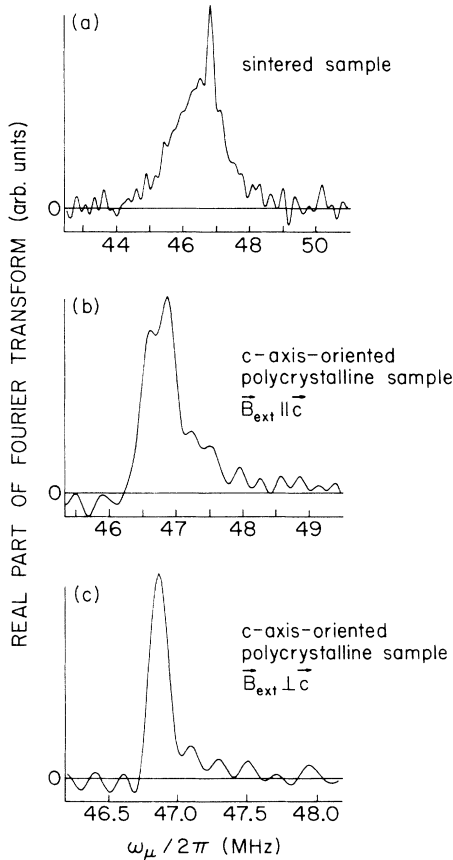 REAL PART OF FOURIER TRANSFORM (arb. units)
(a)
sintered sample
0
44 46 48 50
(b)
c-axis-oriented
polycrystalline sample
B⃗ext ∥ c⃗
0
46 47 48 49
(c)
c-axis-oriented
polycrystalline sample
B⃗ext ⊥ c⃗
0
46.5 47.0 47.5 48.0
ωμ/2π (MHz)